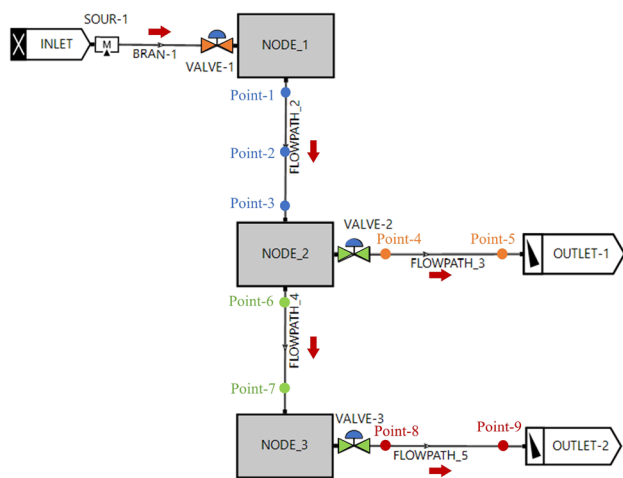 SOUR-1
INLET
M
BRAN-1
VALVE-1
NODE_1
Point-1
FLOWPATH_2
Point-2
Point-3
NODE_2
VALVE-2
Point-4
Point-5
FLOWPATH_3
OUTLET-1
Point-6
FLOWPATH_4
Point-7
NODE_3
VALVE-3
Point-8
Point-9
FLOWPATH_5
OUTLET-2